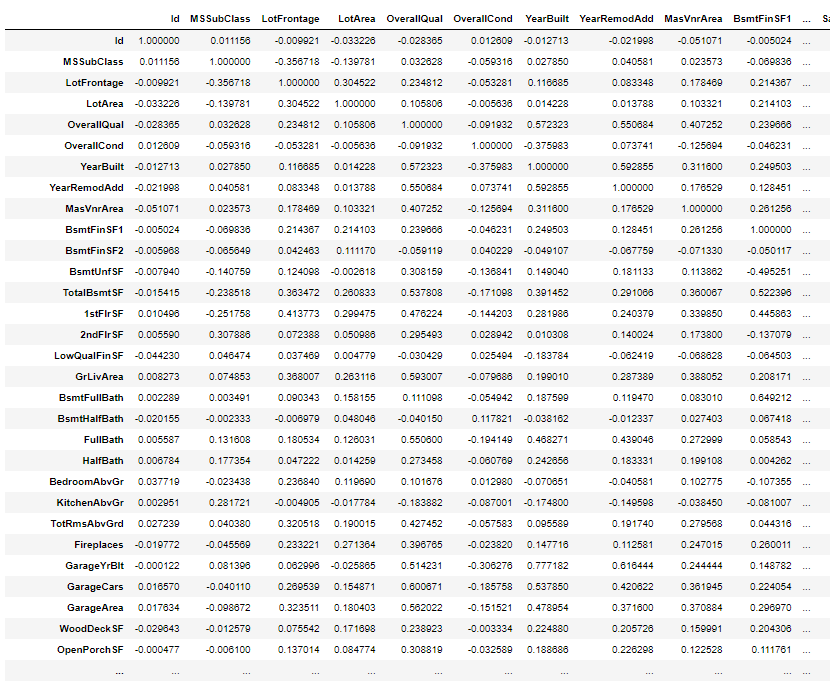 Id MSSubClass LotFrontage LotArea OverallQual OverallCond YearBuilt YearRemodAdd MasVnrArea BsmtFinSF1 ... Sa
Id 1.000000 0.011156 -0.009921 -0.033226 -0.028365 0.012609 -0.012713 -0.021998 -0.051071 -0.005024 ...
MSSubClass 0.011156 1.000000 -0.356718 -0.139781 0.032628 -0.059316 0.027850 0.040581 0.023573 -0.069836 ...
LotFrontage -0.009921 -0.356718 1.000000 0.304522 0.234812 -0.053281 0.116685 0.083348 0.178469 0.214367 ...
LotArea -0.033226 -0.139781 0.304522 1.000000 0.105806 -0.005636 0.014228 0.013788 0.103321 0.214103 ...
OverallQual -0.028365 0.032628 0.234812 0.105806 1.000000 -0.091932 0.572323 0.550684 0.407252 0.239666 ...
OverallCond 0.012609 -0.059316 -0.053281 -0.005636 -0.091932 1.000000 -0.375983 0.073741 -0.125694 -0.046231 ...
YearBuilt -0.012713 0.027850 0.116685 0.014228 0.572323 -0.375983 1.000000 0.592855 0.311600 0.249503 ...
YearRemodAdd -0.021998 0.040581 0.083348 0.013788 0.550684 0.073741 0.592855 1.000000 0.176529 0.128451 ...
MasVnrArea -0.051071 0.023573 0.178469 0.103321 0.407252 -0.125694 0.311600 0.176529 1.000000 0.261256 ...
BsmtFinSF1 -0.005024 -0.069836 0.214367 0.214103 0.239666 -0.046231 0.249503 0.128451 0.261256 1.000000 ...
BsmtFinSF2 -0.005968 -0.065649 0.042463 0.111170 -0.059119 0.040229 -0.049107 -0.067759 -0.071330 -0.050117 ...
BsmtUnfSF -0.007940 -0.140759 0.124098 -0.002618 0.308159 -0.136841 0.149040 0.181133 0.113862 -0.495251 ...
TotalBsmtSF -0.015415 -0.238518 0.363472 0.260833 0.537808 -0.171098 0.391452 0.291066 0.360067 0.522396 ...
1stFlrSF 0.010496 -0.251758 0.413773 0.299475 0.476224 -0.144203 0.281986 0.240379 0.339850 0.445863 ...
2ndFlrSF 0.005590 0.307886 0.072388 0.050986 0.295493 0.028942 0.010308 0.140024 0.173800 -0.137079 ...
LowQualFinSF -0.044230 0.046474 0.037469 0.004779 -0.030429 0.025494 -0.183784 -0.062419 -0.068628 -0.064503 ...
GrLivArea 0.008273 0.074853 0.368007 0.263116 0.593007 -0.079686 0.199010 0.287389 0.388052 0.208171 ...
BsmtFullBath 0.002289 0.003491 0.090343 0.158155 0.111098 -0.054942 0.187599 0.119470 0.083010 0.649212 ...
BsmtHalfBath -0.020155 -0.002333 -0.006979 0.048046 -0.040150 0.117821 -0.038162 -0.012337 0.027403 0.067418 ...
FullBath 0.005587 0.131608 0.180534 0.126031 0.550600 -0.194149 0.468271 0.439046 0.272999 0.058543 ...
HalfBath 0.006784 0.177354 0.047222 0.014259 0.273458 -0.060769 0.242656 0.183331 0.199108 0.004262 ...
BedroomAbvGr 0.037719 -0.023438 0.236840 0.119690 0.101676 0.012980 -0.070651 -0.040581 0.102775 -0.107355 ...
KitchenAbvGr 0.002951 0.281721 -0.004905 -0.017784 -0.183882 -0.087001 -0.174800 -0.149598 -0.038450 -0.081007 ...
TotRmsAbvGrd 0.027239 0.040380 0.320518 0.190015 0.427452 -0.057583 0.095589 0.191740 0.279568 0.044316 ...
Fireplaces -0.019772 -0.045569 0.233221 0.271364 0.396765 -0.023820 0.147716 0.112581 0.247015 0.260011 ...
GarageYrBlt -0.000122 0.081396 0.062996 -0.025865 0.514231 -0.306276 0.777182 0.616444 0.244444 0.148782 ...
GarageCars 0.016570 -0.040110 0.269539 0.154871 0.600671 -0.185758 0.537850 0.420622 0.361945 0.224054 ...
GarageArea 0.017634 -0.098672 0.323511 0.180403 0.562022 -0.151521 0.478954 0.371600 0.370884 0.296970 ...
WoodDeckSF -0.029643 -0.012579 0.075542 0.171698 0.238923 -0.003334 0.224880 0.205726 0.159991 0.204306 ...
OpenPorchSF -0.000477 -0.006100 0.137014 0.084774 0.308819 -0.032589 0.188686 0.226298 0.122528 0.111761 ...
... ... ... ... ... ... ... ... ... ... ... ...